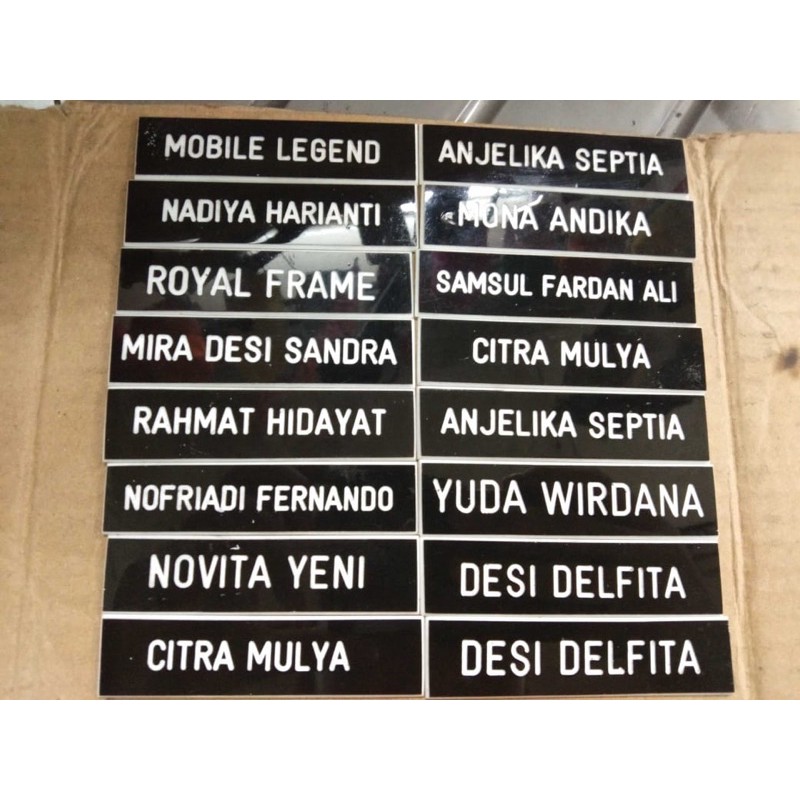 MOBILE LEGEND
ANJELIKA SEPTIA
NADIYA HARIANTI
MONA ANDIKA
ROYAL FRAME
SAMSUL FARDAN ALI
MIRA DESI SANDRA
CITRA MULYA
RAHMAT HIDAYAT
ANJELIKA SEPTIA
NOFRIADI FERNANDO
YUDA WIRDANA
NOVITA YENI
DESI DELFITA
CITRA MULYA
DESI DELFITA